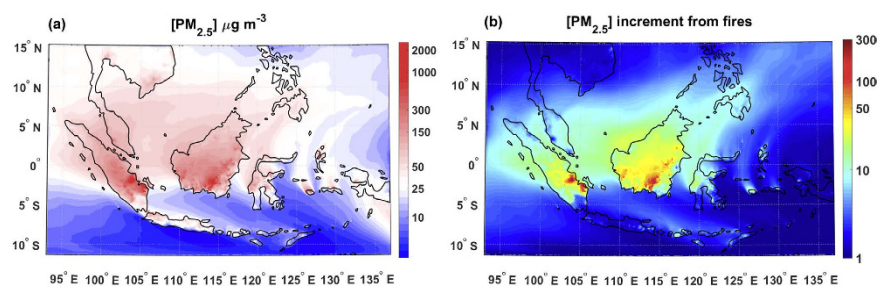 (a) [PM2.5] μg m-3
15° N
10° N
5° N
0°
5° S
10° S
95° E 100° E 105° E 110° E 115° E 120° E 125° E 130° E 135° E
2000
1000
300
150
50
25
10
(b) [PM2.5] increment from fires
15° N
10° N
5° N
0°
5° S
10° S
95° E 100° E 105° E 110° E 115° E 120° E 125° E 130° E 135° E
300
100
50
10
1